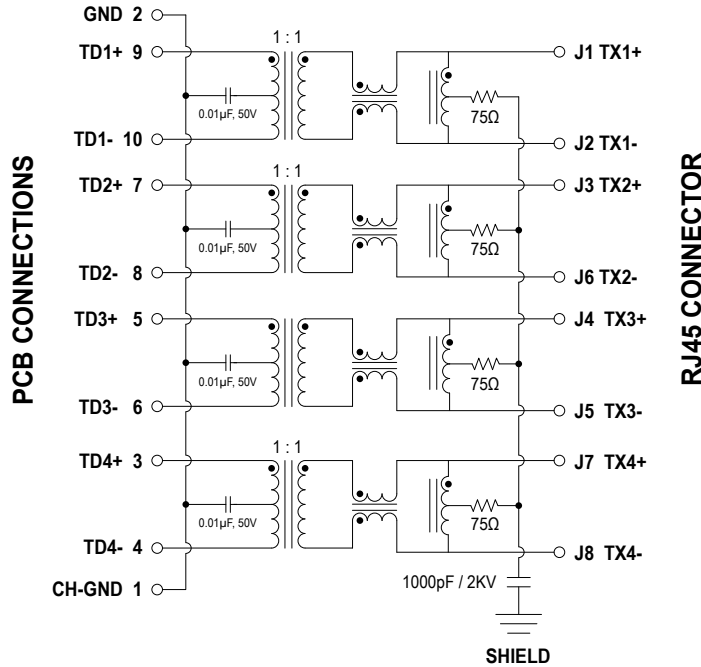 GND 2
TD1+ 9
1 : 1
J1 TX1+
0.01µF, 50V
75Ω
TD1- 10
J2 TX1-
TD2+ 7
1 : 1
J3 TX2+
0.01µF, 50V
75Ω
TD2- 8
J6 TX2-
TD3+ 5
J4 TX3+
0.01µF, 50V
75Ω
TD3- 6
J5 TX3-
TD4+ 3
1 : 1
J7 TX4+
0.01µF, 50V
75Ω
TD4- 4
J8 TX4-
CH-GND 1
1000pF / 2KV
SHIELD
PCB CONNECTIONS
RJ45 CONNECTOR